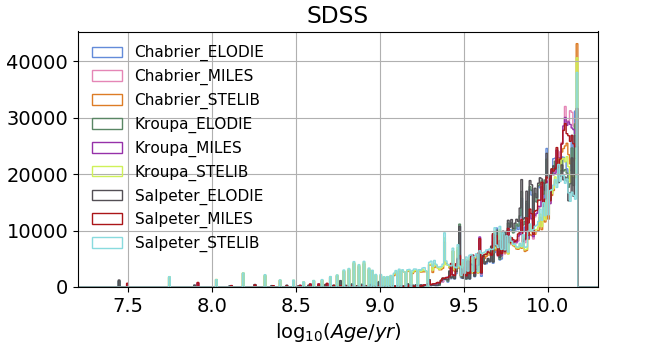 SDSS
Chabrier_ELODIE
Chabrier_MILES
Chabrier_STELIB
Kroupa_ELODIE
Kroupa_MILES
Kroupa_STELIB
Salpeter_ELODIE
Salpeter_MILES
Salpeter_STELIB
40000
30000
20000
10000
0
7.5 8.0 8.5 9.0 9.5 10.0
log₁₀(Age/yr)